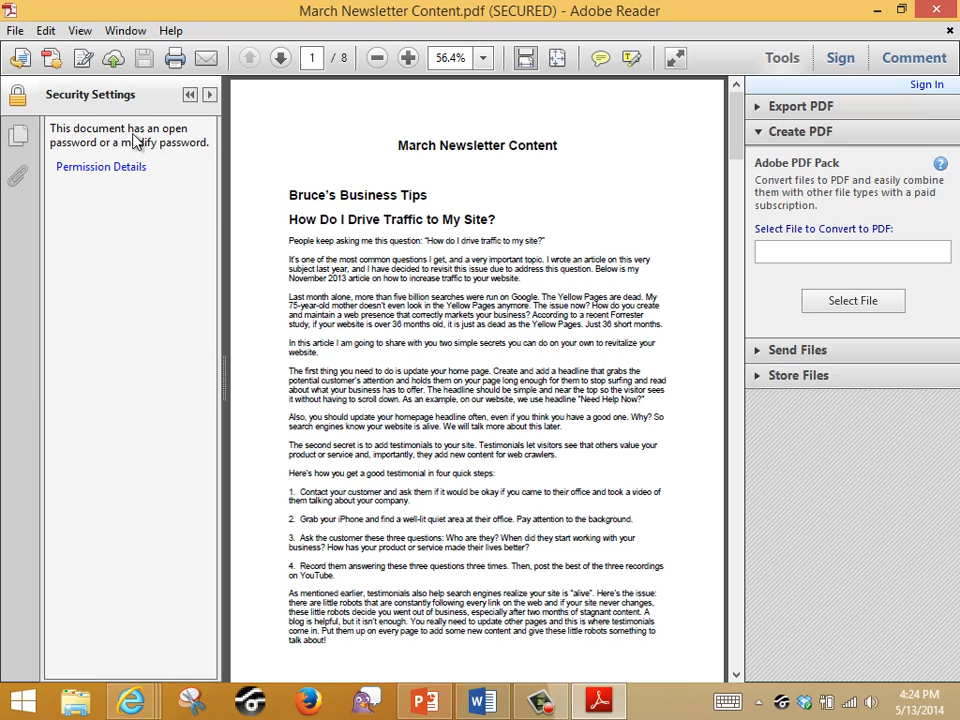 March Newsletter Content.pdf (SECURED) - Adobe Reader
File Edit View Window Help
1 / 8 56.4% Tools Sign Comment
Sign In
Security Settings
This document has an open
password or a modify password.
Permission Details
March Newsletter Content
Bruce's Business Tips
How Do I Drive Traffic to My Site?
People keep asking me this question: "How do I drive traffic to my site?"
It's one of the most common questions I get, and a very important topic. I wrote an article on this very
subject last year, and I have decided to revisit this issue due to address this question. Below is my
November 2013 article on how to increase traffic to your website.
Last month alone, more than five billion searches were run on Google. The Yellow Pages are dead. My
75-year-old mother doesn't even look in the Yellow Pages anymore. The issue now? How do you create
and maintain a web presence that correctly markets your business? According to a recent Forrester
study, if your website is over 36 months old, it is just as dead as the Yellow Pages. Just 36 short months.
In this article I am going to share with you two simple secrets you can do on your own to revitalize your
website.
The first thing you need to do is update your home page. Create and add a headline that grabs the
potential customer's attention and holds them on your page long enough for them to stop surfing and read
about what your business has to offer. The headline should be simple and near the top so the visitor sees
it without having to scroll down. As an example, on our website, we use headline "Need Help Now?"
Also, you should update your homepage headline often, even if you think you have a good one. Why? So
search engines know your website is alive. We will talk more about this later.
The second secret is to add testimonials to your site. Testimonials let visitors see that others value your
product or service and, importantly, they add new content for web crawlers.
Here's how you get a good testimonial in four quick steps:
1. Contact your customer and ask them if it would be okay if you came to their office and took a video of
them talking about your company.
2. Grab your iPhone and find a well-lit quiet area at their office. Pay attention to the background.
3. Ask the customer these three questions: Who are they? When did they start working with your
business? How has your product or service made their lives better?
4. Record them answering these three questions three times. Then, post the best of the three recordings
on YouTube.
As mentioned earlier, testimonials also help search engines realize your site is "alive". Here's the issue:
there are little robots that are constantly following every link on the web and if your site never changes,
these little robots decide you went out of business, especially after two months of stagnant content. A
blog is helpful, but it isn't enough. You really need to update other pages and this is where testimonials
come in. Put them up on every page to add some new content and give these little robots something to
talk about!
Export PDF
Create PDF
Adobe PDF Pack
Convert files to PDF and easily combine
them with other file types with a paid
subscription.
Select File to Convert to PDF:
Select File
Send Files
Store Files
4:24 PM
5/13/2014